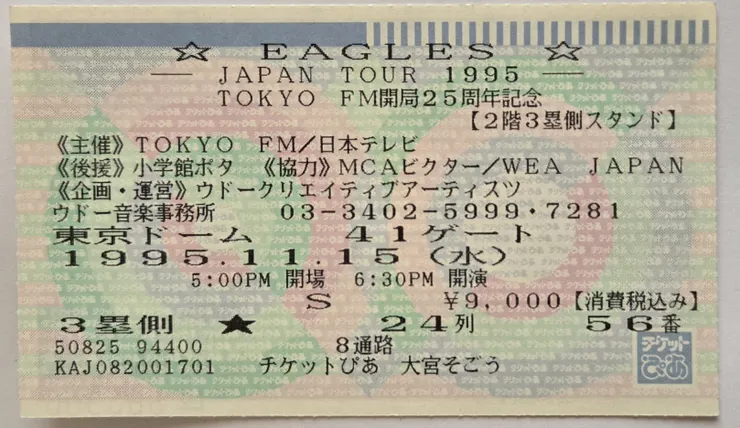 ☆ EAGLES ☆
― JAPAN TOUR 1995 ―
TOKYO FM開局25周年記念
【2階3塁側スタンド】
《主催》TOKYO FM/日本テレビ
《後援》小学館ポタ 《協力》MCAビクター/WEA JAPAN
《企画・運営》ウドークリエイティブアーティスツ
ウドー音楽事務所 03-3402-5999・7281
東京ドーム 41ゲート
1995.11.15(水)
5:00PM 開場 6:30PM 開演
S ¥9,000【消費税込み】
3塁側 ★ 24列 56番
50825 94400 8通路
KAJ082001701 チケットぴあ 大宮そごう
チケット
ぴあ